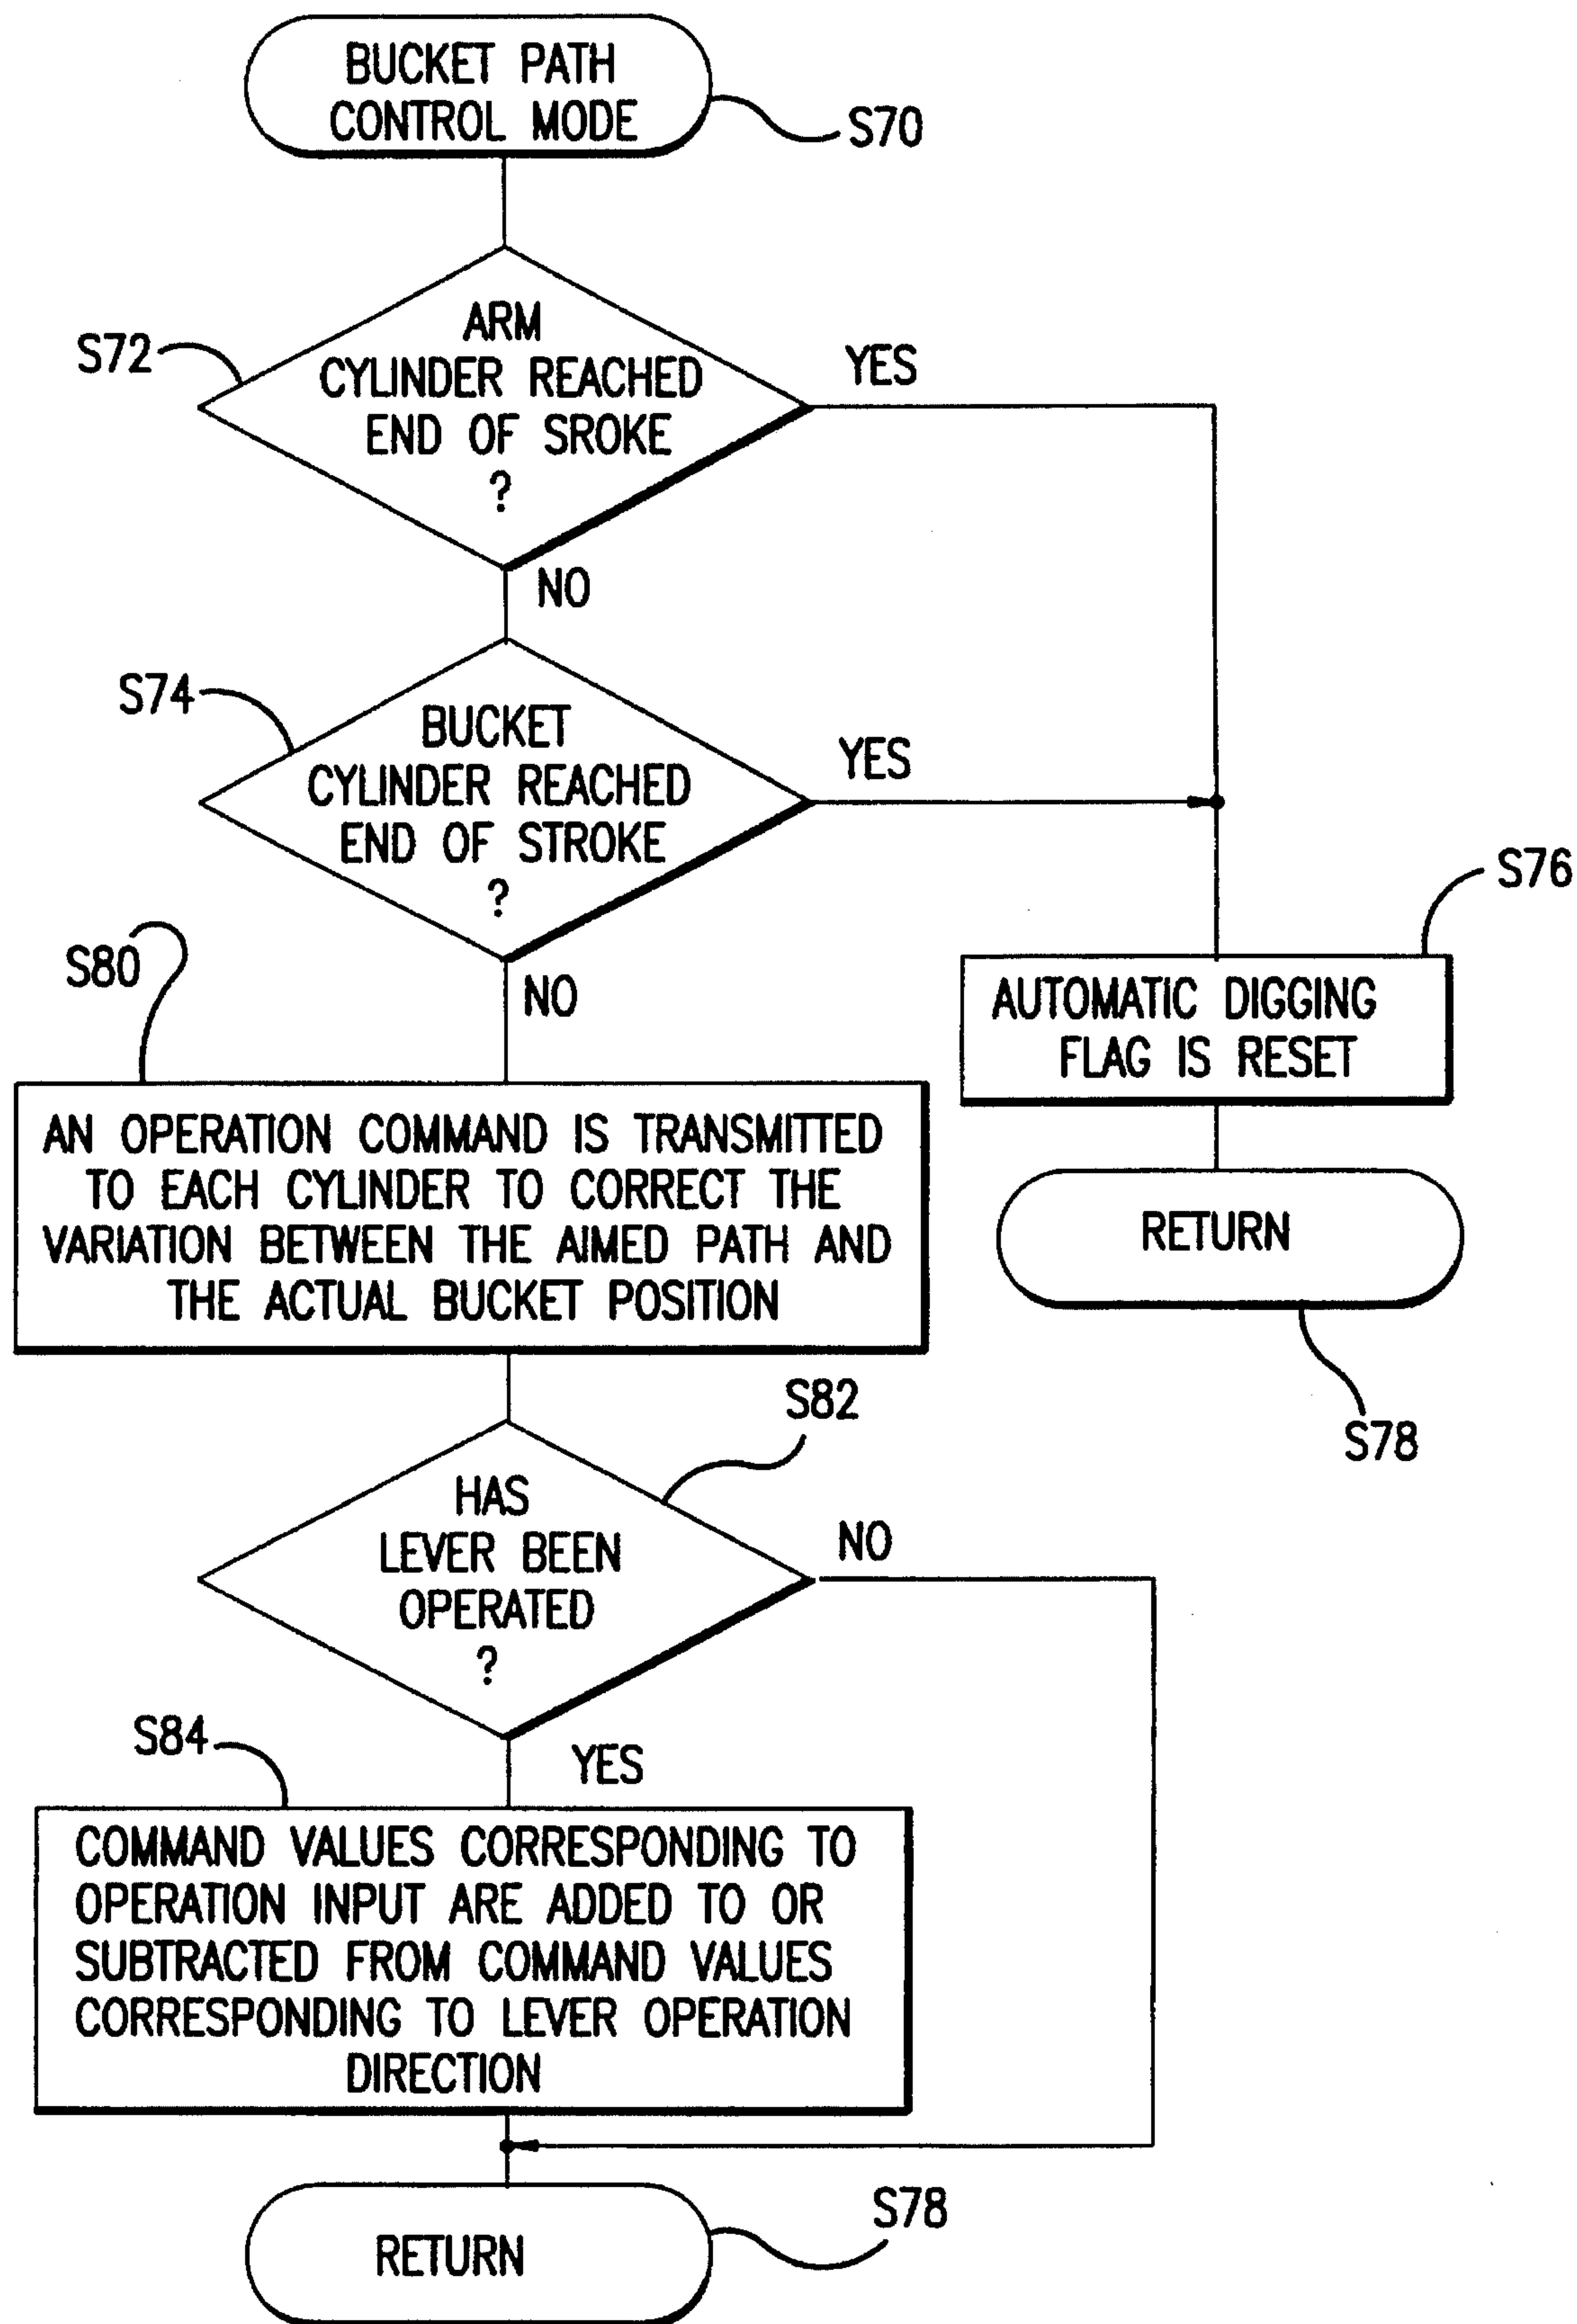 BUCKET PATH
CONTROL MODE
S70
S72
ARM
CYLINDER REACHED
END OF SROKE
?
YES
NO
S74
BUCKET
CYLINDER REACHED
END OF STROKE
?
YES
NO
S76
AUTOMATIC DIGGING
FLAG IS RESET
RETURN
S78
S80
AN OPERATION COMMAND IS TRANSMITTED
TO EACH CYLINDER TO CORRECT THE
VARIATION BETWEEN THE AIMED PATH AND
THE ACTUAL BUCKET POSITION
S82
HAS
LEVER BEEN
OPERATED
?
NO
YES
S84
COMMAND VALUES CORRESPONDING TO
OPERATION INPUT ARE ADDED TO OR
SUBTRACTED FROM COMMAND VALUES
CORRESPONDING TO LEVER OPERATION
DIRECTION
RETURN
S78